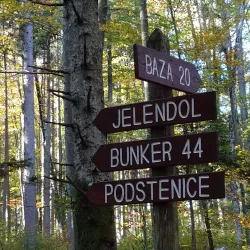 BAZA 20
JELENDOL
BUNKER 44
PODSTENICE